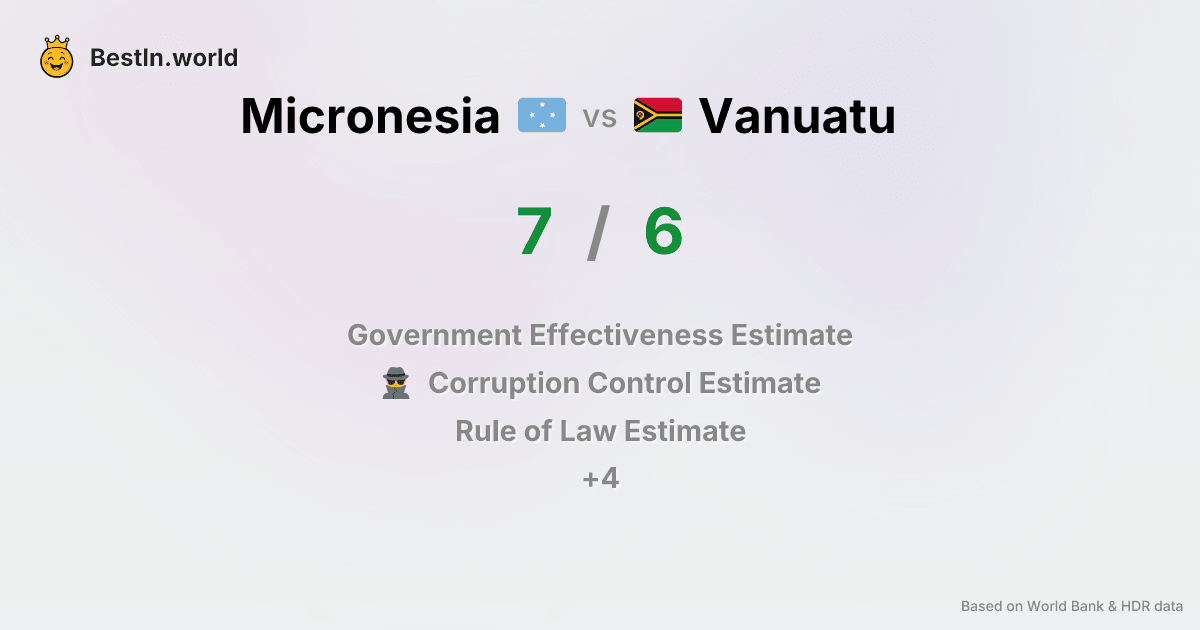 BestIn.world
Micronesia vs Vanuatu
7 / 6
Government Effectiveness Estimate
Corruption Control Estimate
Rule of Law Estimate
+4
Based on World Bank & HDR data